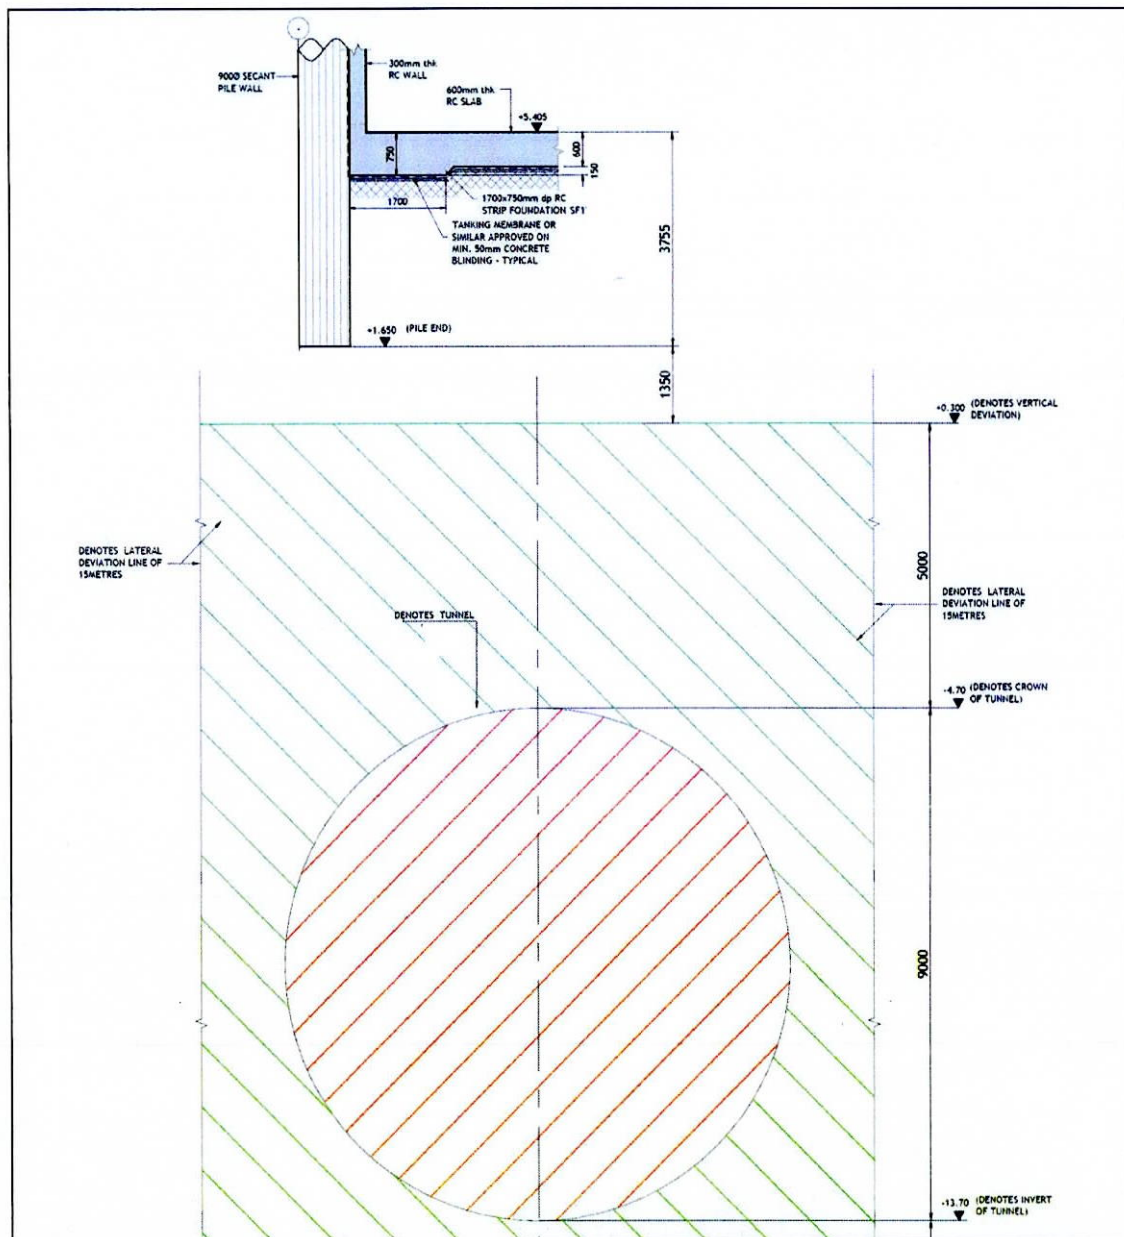 300mm thk
RC WALL
9000 SECANT
PILE WALL
600mm thk
RC SLAB
+5.405
750
600
150
1700
1700x750mm dp RC
STRIP FOUNDATION SF1
TANKING MEMBRANE OR
SIMILAR APPROVED ON
MIN. 50mm CONCRETE
BLINDING - TYPICAL
3755
+1.650 (PILE END)
1350
+0.300 (DENOTES VERTICAL
DEVIATION)
DENOTES LATERAL
DEVIATION LINE OF
15METRES
5000
DENOTES LATERAL
DEVIATION LINE OF
15METRES
DENOTES TUNNEL
-4.70 (DENOTES CROWN
OF TUNNEL)
9000
-13.70 (DENOTES INVERT
OF TUNNEL)